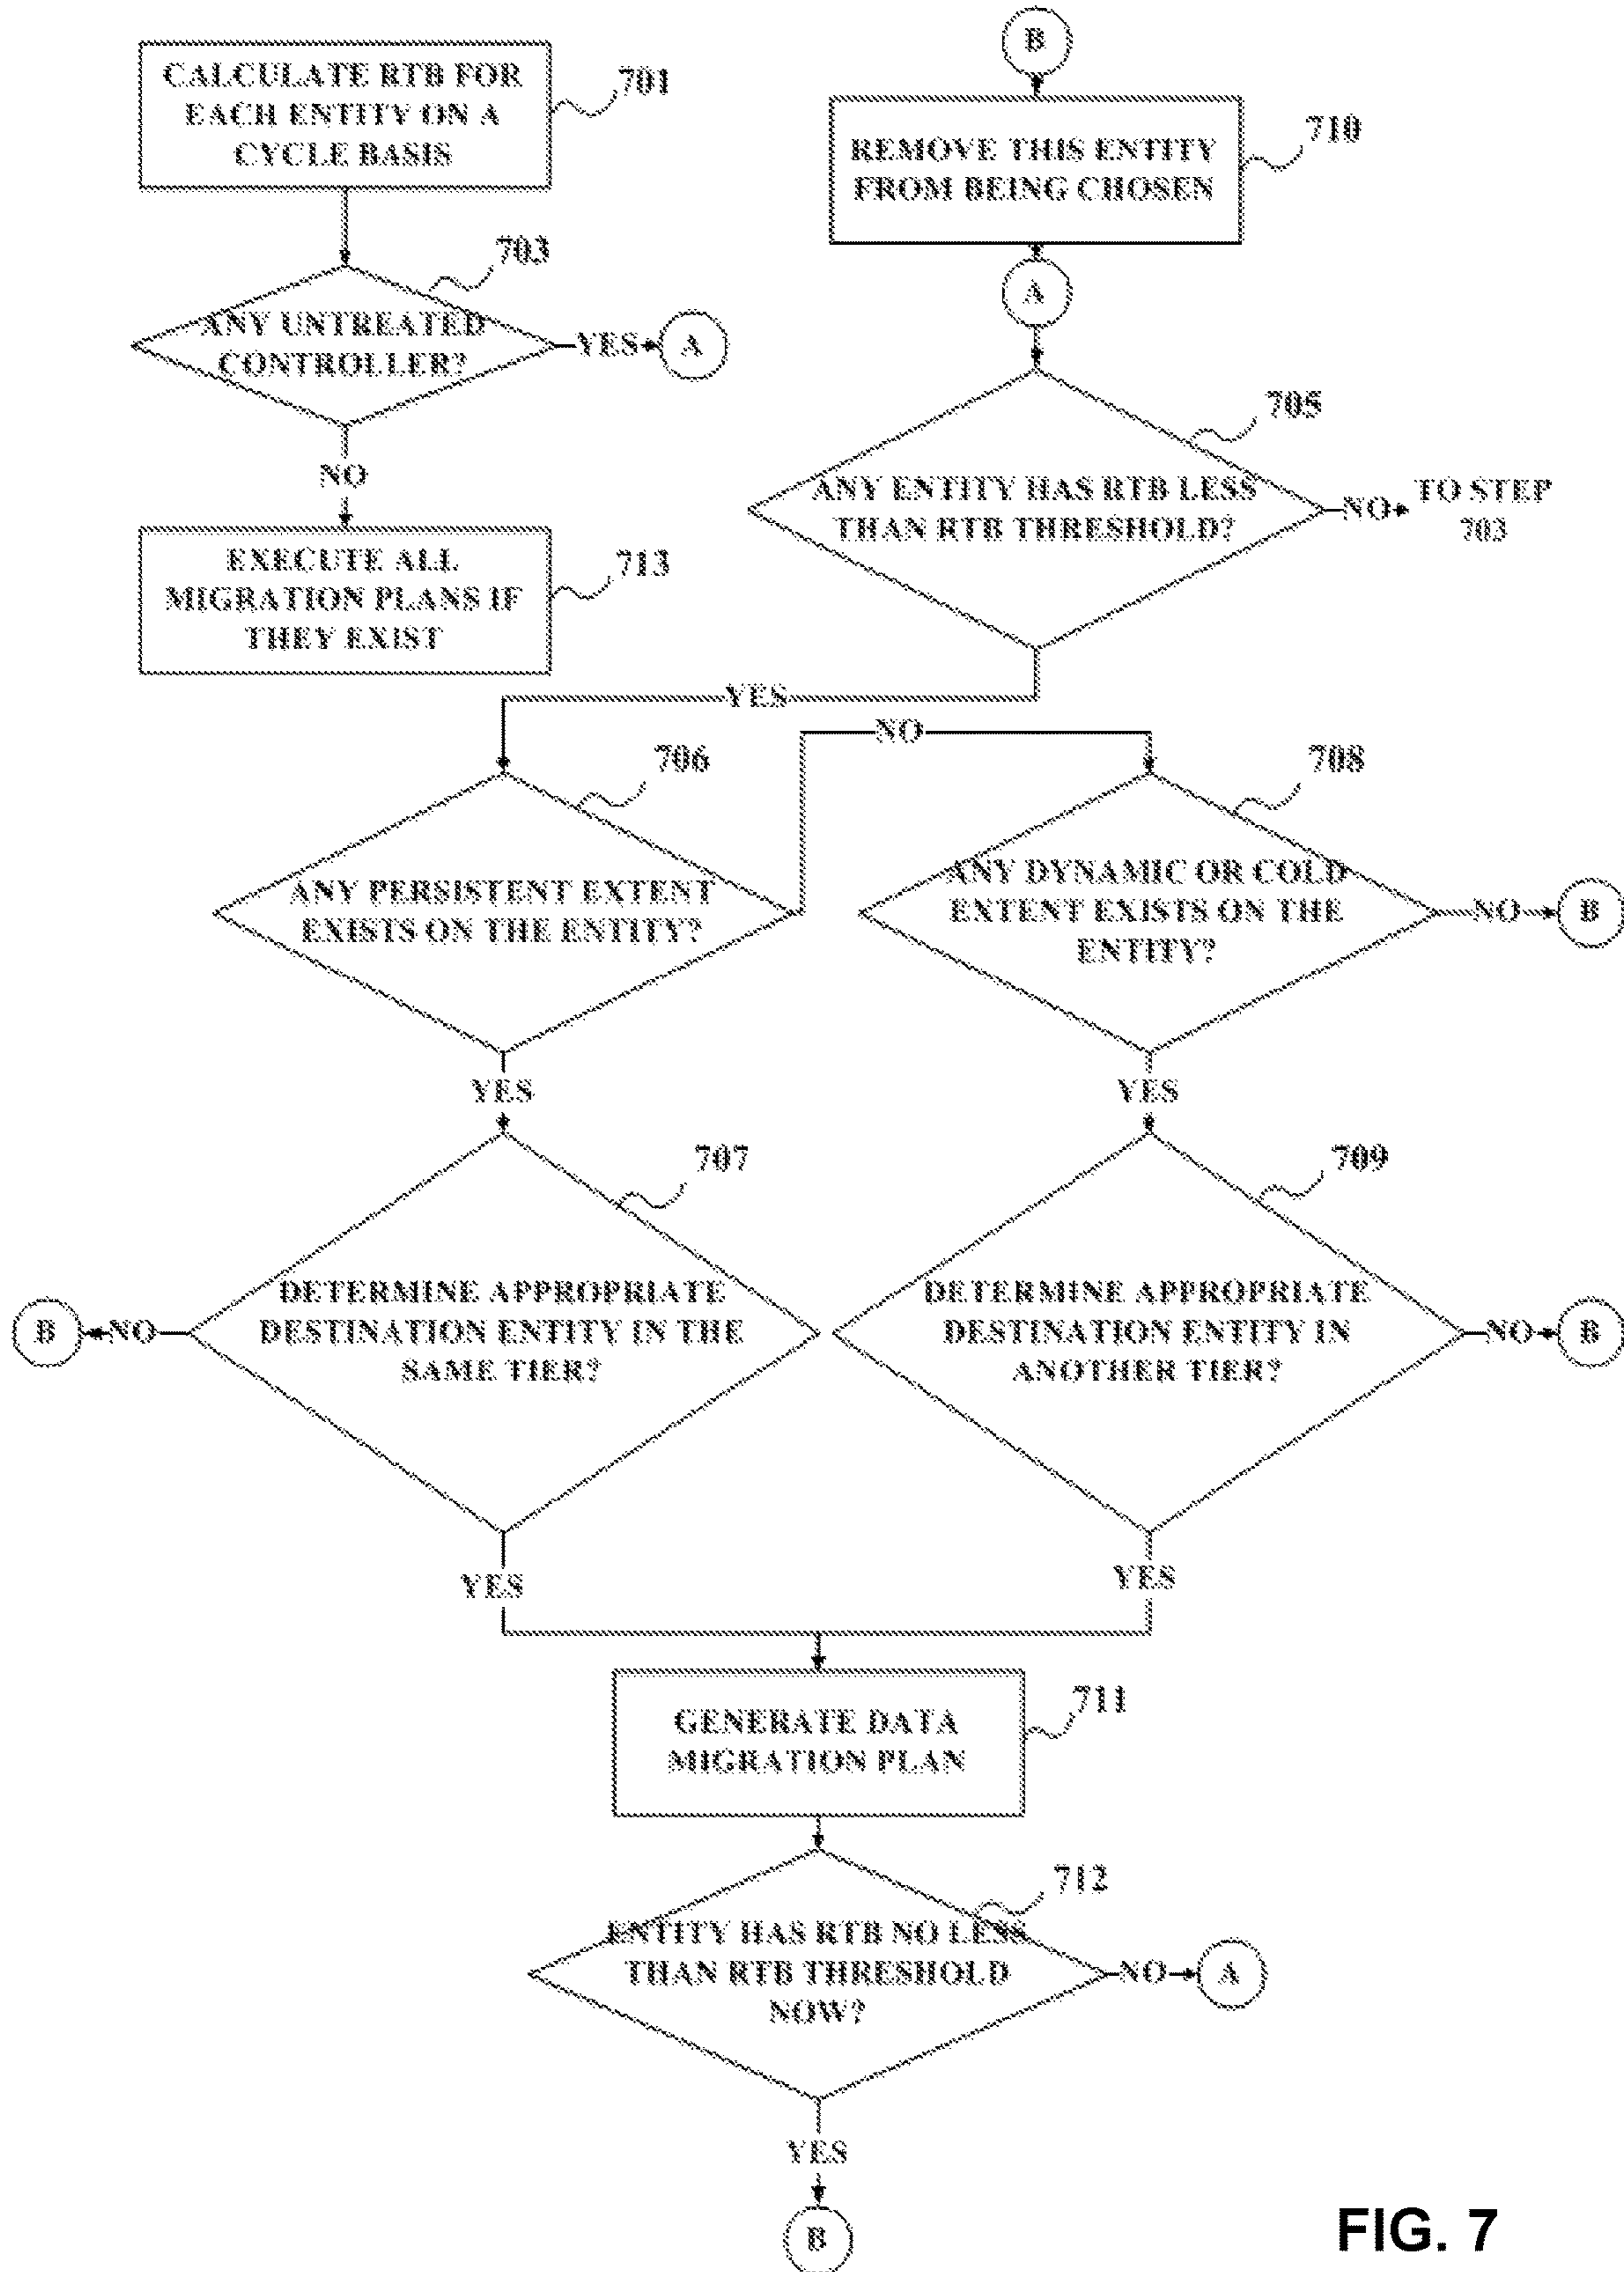 CALCULATE RTB FOR
EACH ENTITY ON A
CYCLE BASIS
701
703
ANY UNTREATED
CONTROLLER?
YES
A
NO
EXECUTE ALL
MIGRATION PLANS IF
THEY EXIST
713
B
REMOVE THIS ENTITY
FROM BEING CHOSEN
710
A
705
ANY ENTITY HAS RTB LESS
THAN RTB THRESHOLD?
NO
TO STEP
703
YES
NO
706
ANY PERSISTENT EXTENT
EXISTS ON THE ENTITY?
YES
708
ANY DYNAMIC OR COLD
EXTENT EXISTS ON THE
ENTITY?
NO
B
YES
707
DETERMINE APPROPRIATE
DESTINATION ENTITY IN THE
SAME TIER?
NO
B
YES
709
DETERMINE APPROPRIATE
DESTINATION ENTITY IN
ANOTHER TIER?
NO
B
YES
GENERATE DATA
MIGRATION PLAN
711
712
ENTITY HAS RTB NO LESS
THAN RTB THRESHOLD
NOW?
NO
A
YES
B
FIG. 7